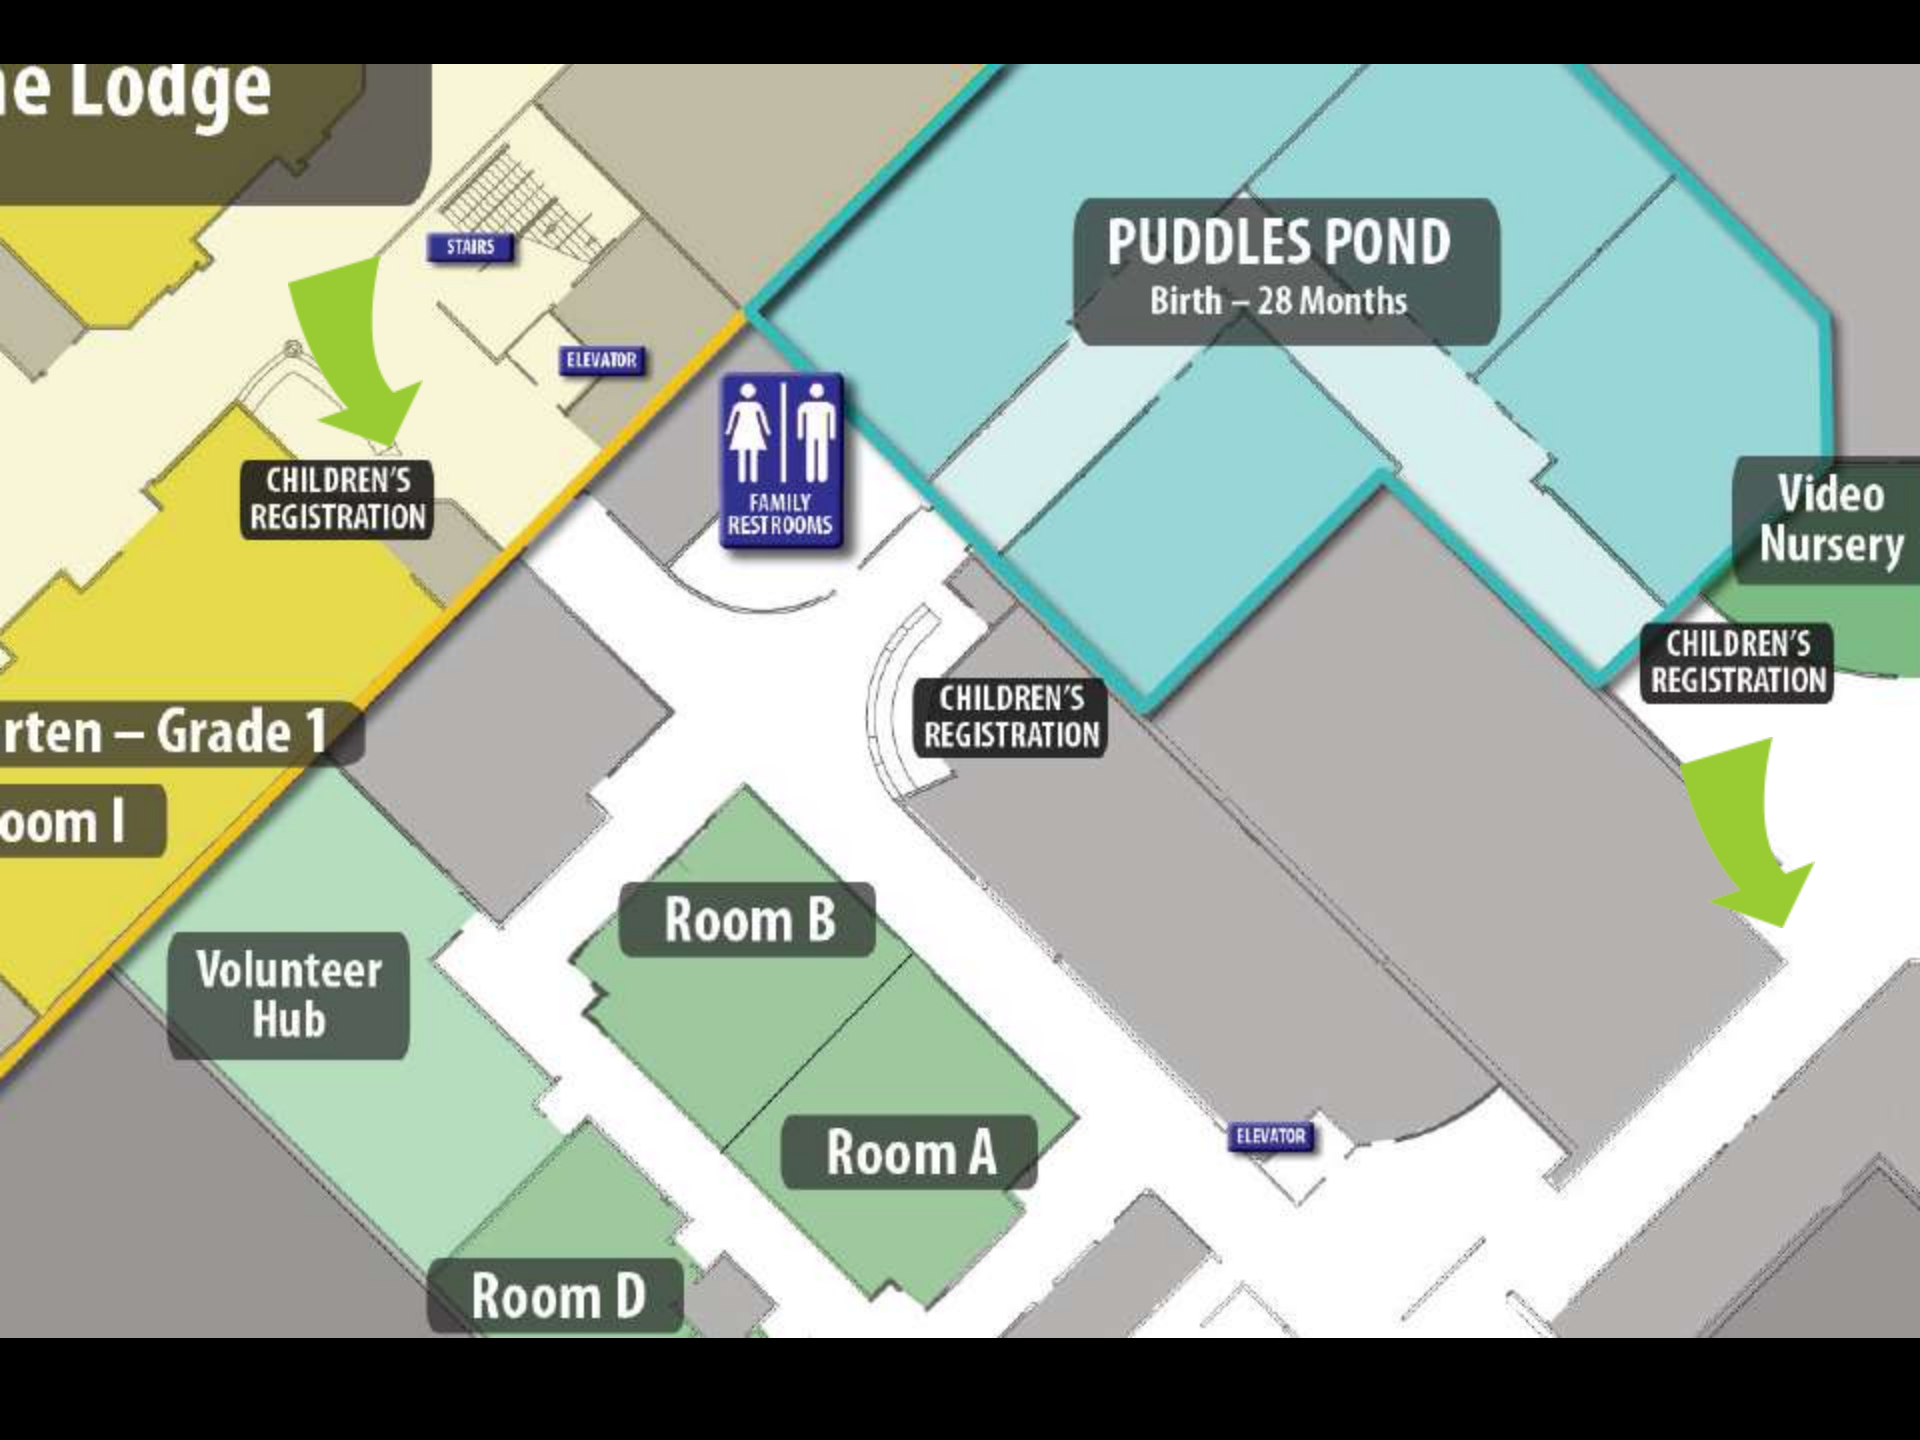 he Lodge
STAIRS
ELEVATOR
CHILDREN'S
REGISTRATION
FAMILY
RESTROOMS
PUDDLES POND
Birth – 28 Months
Video
Nursery
CHILDREN'S
REGISTRATION
CHILDREN'S
REGISTRATION
rten – Grade 1
oom I
Room B
Volunteer
Hub
Room A
ELEVATOR
Room D